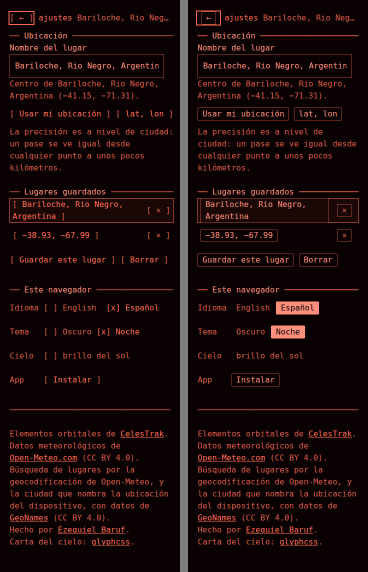 [ ← ] ajustes Bariloche, Río Neg…
Ubicación
Nombre del lugar
Bariloche, Río Negro, Argentin
Centro de Bariloche, Río Negro,
Argentina (−41.15, −71.31).
[ Usar mi ubicación ] [ lat, lon ]
La precisión es a nivel de ciudad:
un pase se ve igual desde
cualquier punto a unos pocos
kilómetros.
Lugares guardados
[ Bariloche, Río Negro,
Argentina ] [ × ]
[ −38.93, −67.99 ] [ × ]
[ Guardar este lugar ] [ Borrar ]
Este navegador
Idioma [ ] English [x] Español
Tema [ ] Oscuro [x] Noche
Cielo [ ] brillo del sol
App [ Instalar ]
Elementos orbitales de CelesTrak.
Datos meteorológicos de
Open-Meteo.com (CC BY 4.0).
Búsqueda de lugares por la
geocodificación de Open-Meteo, y
la ciudad que nombra la ubicación
del dispositivo, con datos de
GeoNames (CC BY 4.0).
Hecho por Ezequiel Baruf.
Carta del cielo: glyphcss.
← ajustes Bariloche, Río Neg…
Ubicación
Nombre del lugar
Bariloche, Río Negro, Argentin
Centro de Bariloche, Río Negro,
Argentina (−41.15, −71.31).
Usar mi ubicación lat, lon
La precisión es a nivel de
ciudad: un pase se ve igual desde
cualquier punto a unos pocos
kilómetros.
Lugares guardados
Bariloche, Río Negro,
Argentina ×
−38.93, −67.99 ×
Guardar este lugar Borrar
Este navegador
Idioma English Español
Tema Oscuro Noche
Cielo brillo del sol
App Instalar
Elementos orbitales de CelesTrak.
Datos meteorológicos de
Open-Meteo.com (CC BY 4.0).
Búsqueda de lugares por la
geocodificación de Open-Meteo, y
la ciudad que nombra la ubicación
del dispositivo, con datos de
GeoNames (CC BY 4.0).
Hecho por Ezequiel Baruf.
Carta del cielo: glyphcss.